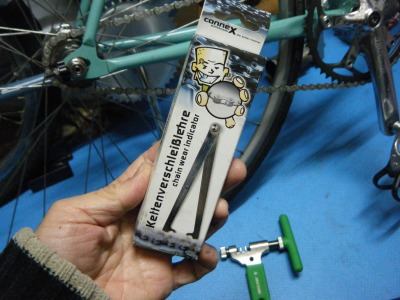 conneX
Kettenverschleißlehre
chain wear indicator